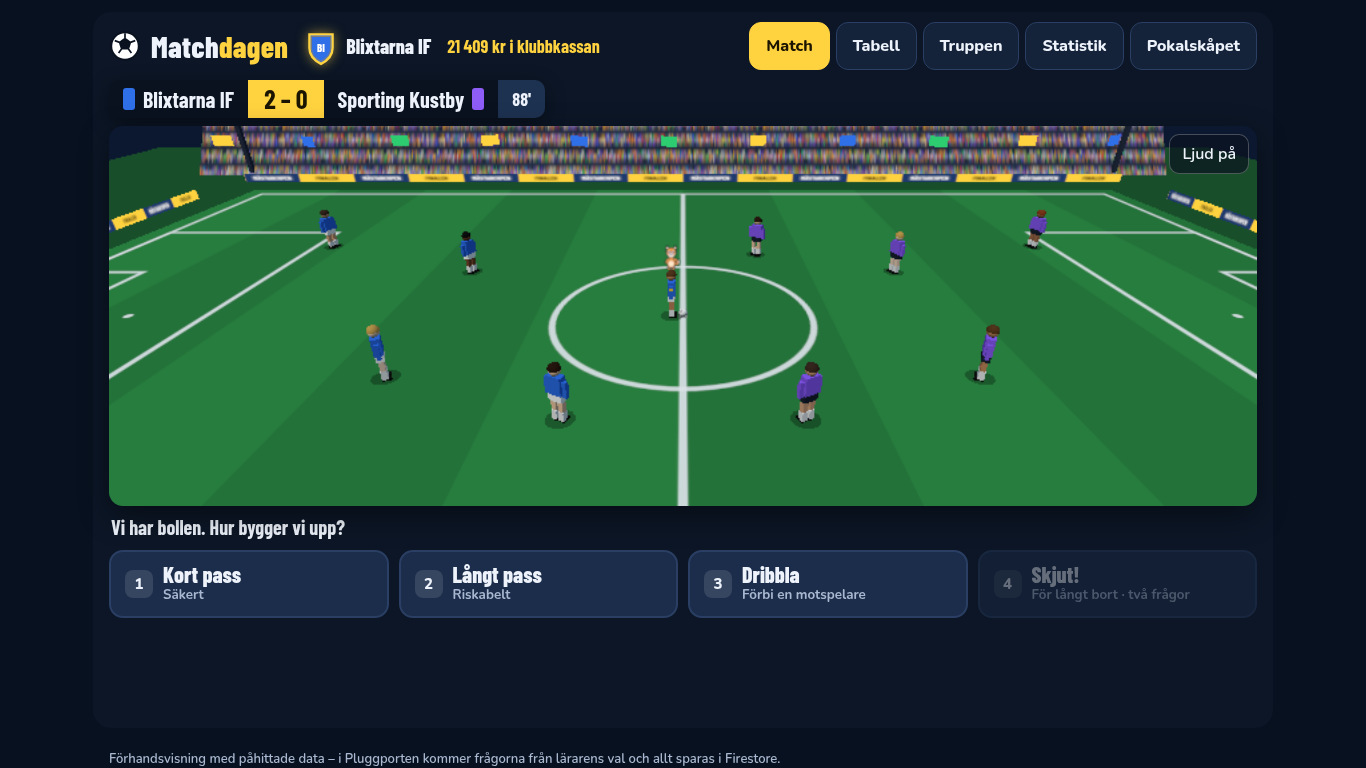 Matchdagen
BI
Blixtarna IF
21 409 kr i klubbkassan
Match
Tabell
Truppen
Statistik
Pokalskåpet
Blixtarna IF
2 – 0
Sporting Kustby
88'
Ljud på
Vi har bollen. Hur bygger vi upp?
1
Kort pass
Säkert
2
Långt pass
Riskabelt
3
Dribbla
Förbi en motspelare
4
Skjut!
För långt bort · två frågor
Förhandsvisning med påhittade data – i Pluggporten kommer frågorna från lärarens val och allt sparas i Firestore.